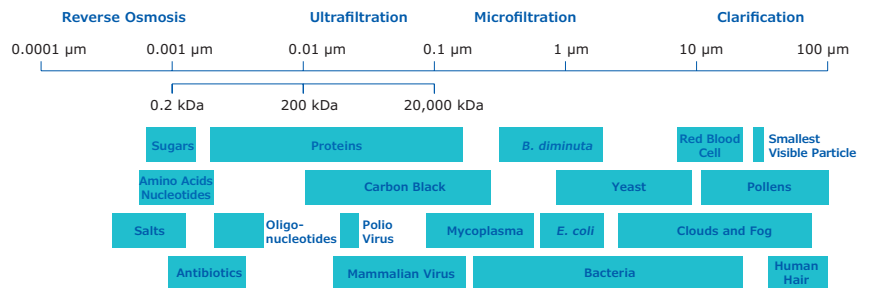 Reverse Osmosis Ultrafiltration Microfiltration Clarification
0.0001 µm 0.001 µm 0.01 µm 0.1 µm 1 µm 10 µm 100 µm
0.2 kDa 200 kDa 20,000 kDa
Sugars Proteins B. diminuta Red Blood Cell Smallest Visible Particle
Amino Acids Nucleotides Carbon Black Yeast Pollens
Salts Oligo-nucleotides Polio Virus Mycoplasma E. coli Clouds and Fog
Antibiotics Mammalian Virus Bacteria Human Hair